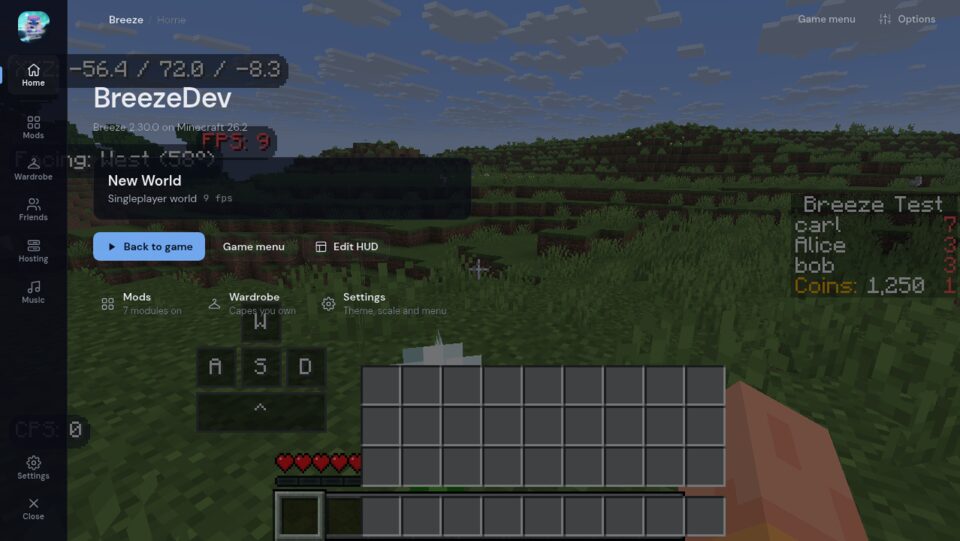 Breeze / Home
Game menu
Options
XYZ: -56.4 / 72.0 / -8.3
Home
BreezeDev
Breeze 2.30.0 on Minecraft 26.2
Mods
FPS: 9
Facing: West (58°)
Wardrobe
New World
Singleplayer world 9 fps
Friends
Breeze Test
carl 7
Alice 3
bob 3
Coins: 1,250 1
Hosting
Back to game
Game menu
Edit HUD
Music
Mods
7 modules on
Wardrobe
Capes you own
Settings
Theme, scale and menu
W
A S D
^
CPS: 0
Settings
Close